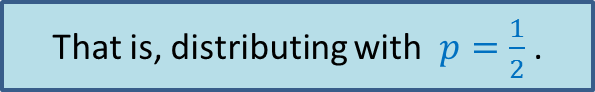 That is, distributing with p = 1/2 .